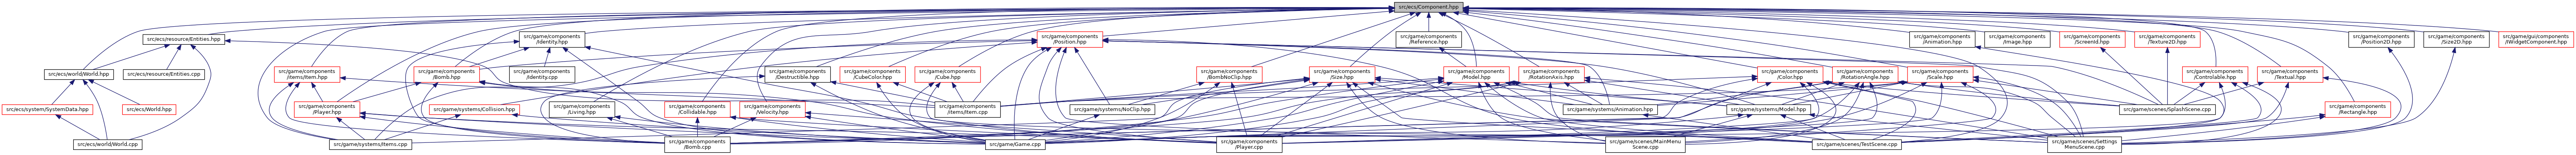 src/ecs/Component.hpp
src/ecs/resource/Entities.hpp
src/game/components
/Identity.hpp
src/game/components
/Position.hpp
src/game/components
/Reference.hpp
src/game/components
/Animation.hpp
src/game/components
/Image.hpp
src/game/components
/ScreenId.hpp
src/game/components
/Texture2D.hpp
src/game/components
/Position2D.hpp
src/game/components
/Size2D.hpp
src/game/gui/components
/IWidgetComponent.hpp
src/ecs/world/World.hpp
src/ecs/resource/Entities.cpp
src/game/components
/items/Item.hpp
src/game/components
/Bomb.hpp
src/game/components
/Identity.cpp
src/game/components
/Destructible.hpp
src/game/components
/CubeColor.hpp
src/game/components
/Cube.hpp
src/game/components
/BombNoClip.hpp
src/game/components
/Size.hpp
src/game/components
/Model.hpp
src/game/components
/RotationAxis.hpp
src/game/components
/Color.hpp
src/game/components
/RotationAngle.hpp
src/game/components
/Scale.hpp
src/game/components
/Controllable.hpp
src/game/components
/Textual.hpp
src/ecs/system/SystemData.hpp
src/ecs/World.hpp
src/game/components
/Player.hpp
src/game/systems/Collision.hpp
src/game/components
/Living.hpp
src/game/components
/Collidable.hpp
src/game/components
/Velocity.hpp
src/game/components
/items/Item.cpp
src/game/systems/NoClip.hpp
src/game/systems/Animation.hpp
src/game/systems/Model.hpp
src/game/scenes/SplashScene.cpp
src/game/components
/Rectangle.hpp
src/ecs/world/World.cpp
src/game/systems/Items.cpp
src/game/components
/Bomb.cpp
src/game/Game.cpp
src/game/components
/Player.cpp
src/game/scenes/MainMenu
Scene.cpp
src/game/scenes/TestScene.cpp
src/game/scenes/Settings
MenuScene.cpp